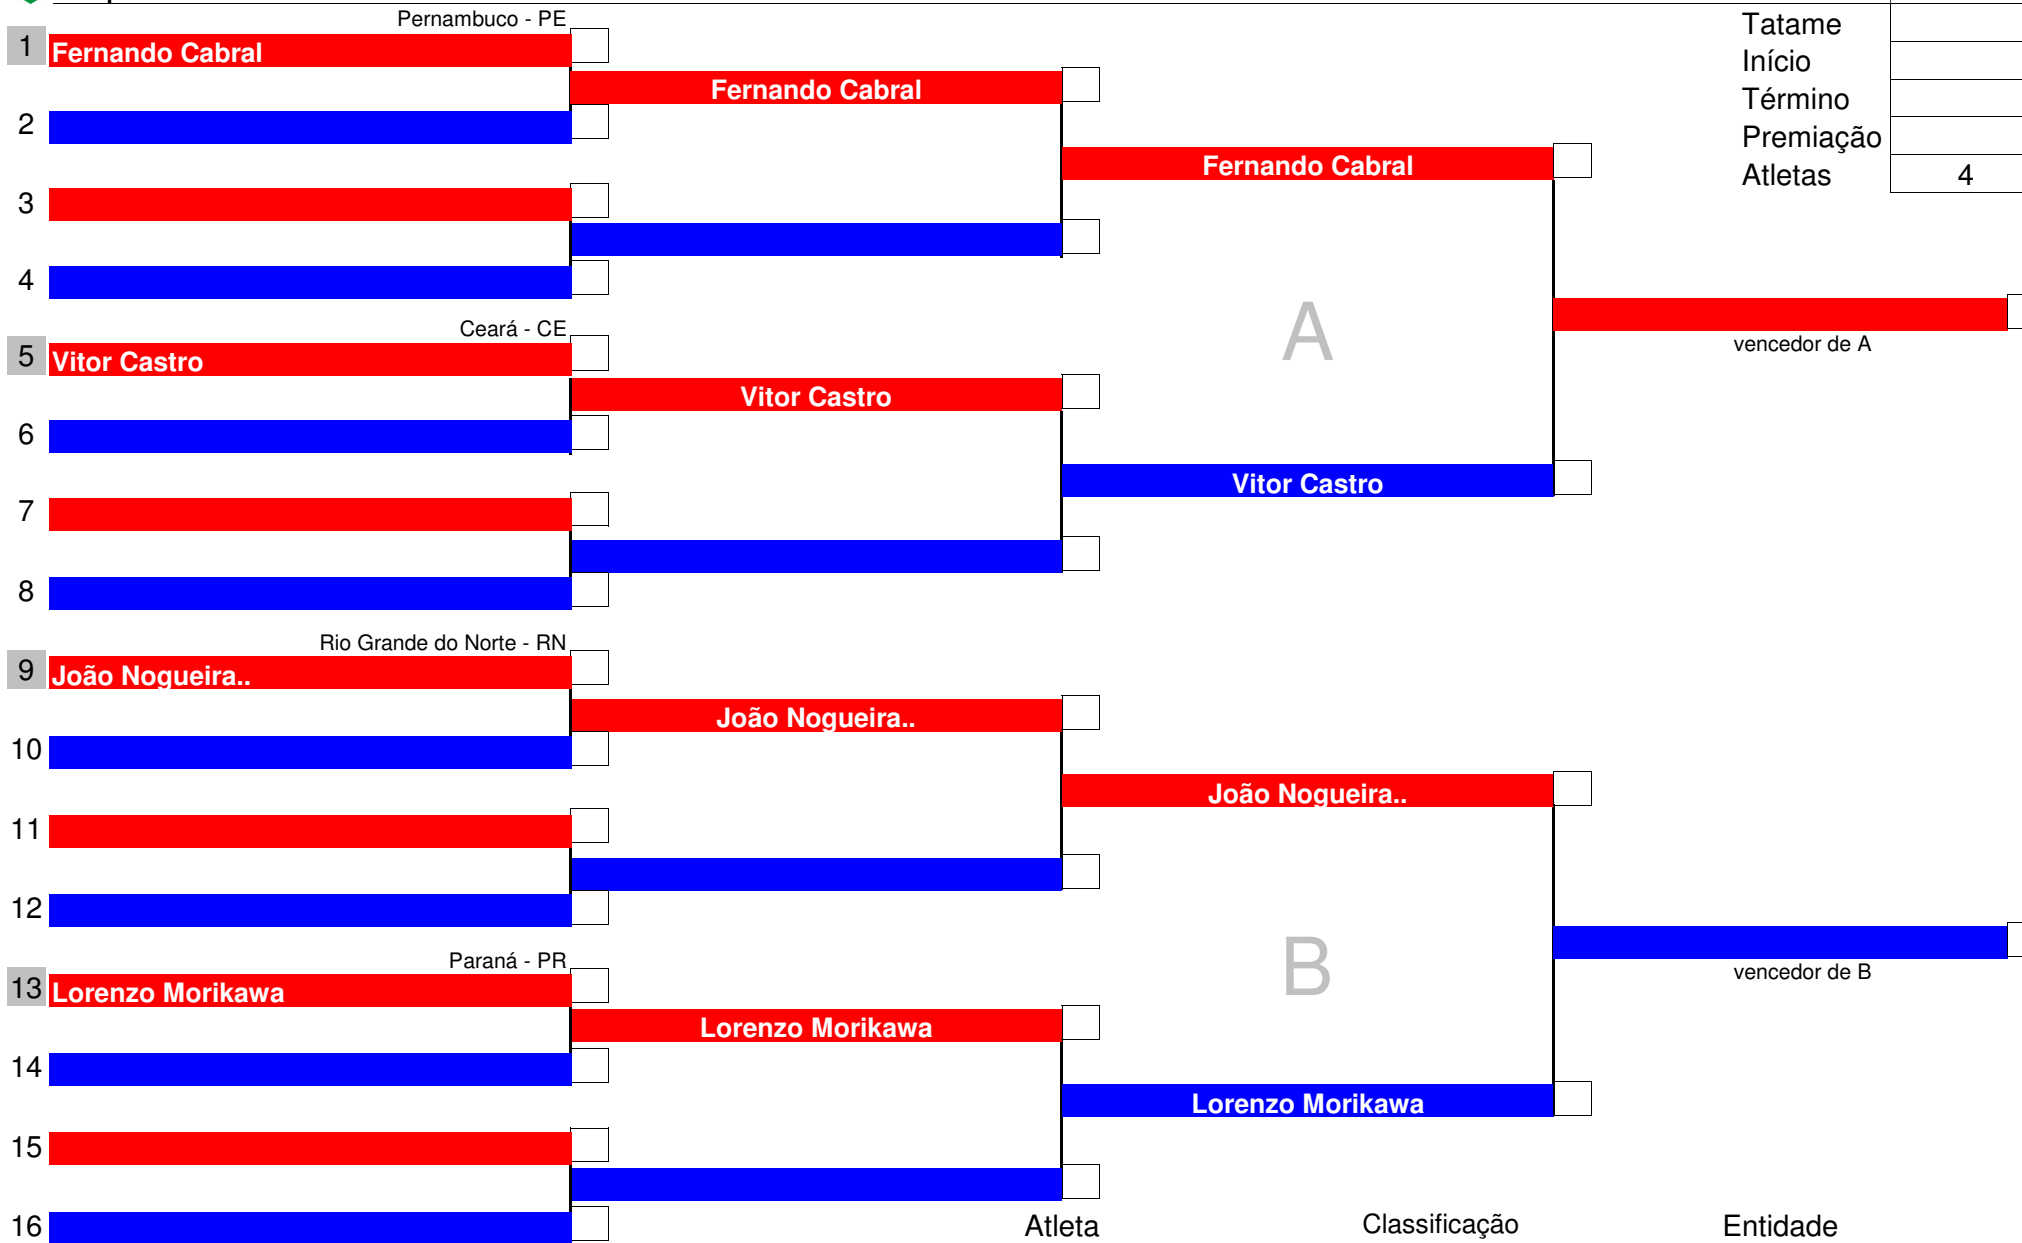 Pernambuco - PE
1 Fernando Cabral
Fernando Cabral
2
Fernando Cabral
3
4
Ceará - CE
5 Vitor Castro
Vitor Castro
6
Vitor Castro
7
8
A
vencedor de A
Rio Grande do Norte - RN
9 João Nogueira..
João Nogueira..
10
João Nogueira..
11
12
Paraná - PR
13 Lorenzo Morikawa
Lorenzo Morikawa
14
Lorenzo Morikawa
15
16
B
vencedor de B
Tatame
Início
Término
Premiação
Atletas 4
Atleta Classificação Entidade